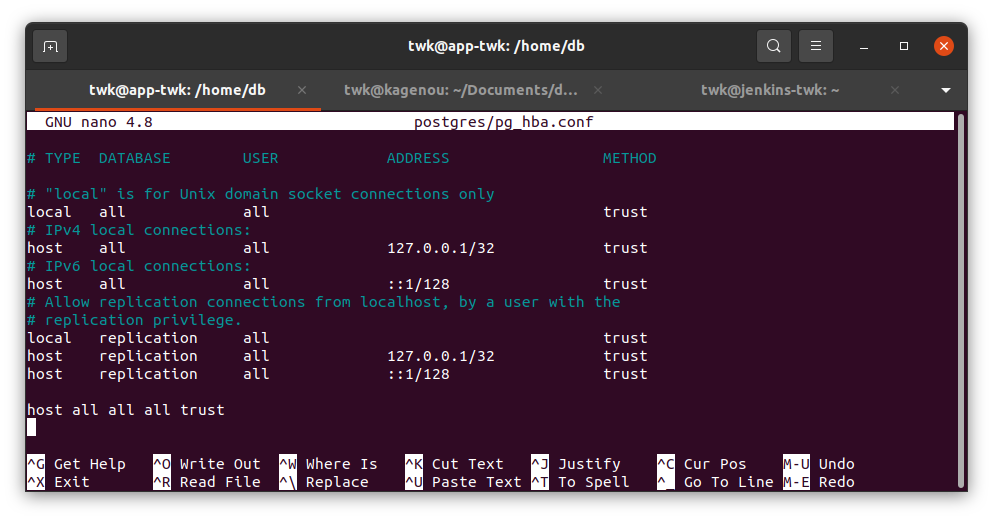 twk@app-twk: /home/db
twk@app-twk: /home/db twk@kagenou: ~/Documents/d... twk@jenkins-twk: ~
GNU nano 4.8 postgres/pg_hba.conf
# TYPE  DATABASE        USER            ADDRESS                 METHOD
# "local" is for Unix domain socket connections only
local   all             all                                     trust
# IPv4 local connections:
host    all             all             127.0.0.1/32            trust
# IPv6 local connections:
host    all             all             ::1/128                 trust
# Allow replication connections from localhost, by a user with the
# replication privilege.
local   replication     all                                     trust
host    replication     all             127.0.0.1/32            trust
host    replication     all             ::1/128                 trust
host all all all trust
^G Get Help   ^O Write Out  ^W Where Is   ^K Cut Text   ^J Justify    ^C Cur Pos    M-U Undo
^X Exit       ^R Read File  ^\ Replace    ^U Paste Text ^T To Spell   ^_ Go To Line M-E Redo